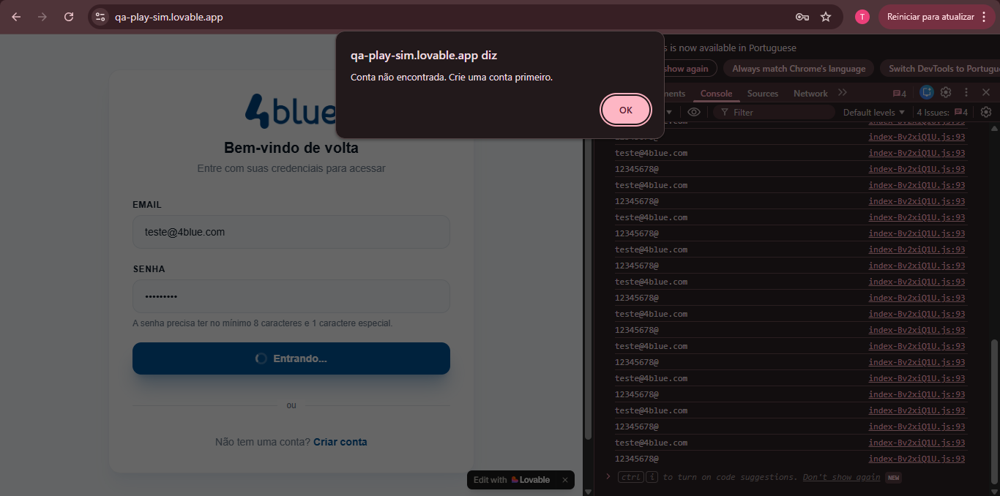 qa-play-sim.lovable.app
T
Reiniciar para atualizar
qa-play-sim.lovable.app diz
Conta não encontrada. Crie uma conta primeiro.
OK
is now available in Portuguese
show again
Always match Chrome's language
Switch DevTools to Portugu
Console
Sources
Network
4
Filter
Default levels
4 Issues:
4
4blue
Bem-vindo de volta
Entre com suas credenciais para acessar
EMAIL
teste@4blue.com
SENHA
•••••••••
A senha precisa ter no mínimo 8 caracteres e 1 caractere especial.
Entrando...
ou
Não tem uma conta? Criar conta
Edit with Lovable
index-Bv2xiQ1U.js:93
12345678@ index-Bv2xiQ1U.js:93
teste@4blue.com index-Bv2xiQ1U.js:93
12345678@ index-Bv2xiQ1U.js:93
teste@4blue.com index-Bv2xiQ1U.js:93
12345678@ index-Bv2xiQ1U.js:93
teste@4blue.com index-Bv2xiQ1U.js:93
12345678@ index-Bv2xiQ1U.js:93
teste@4blue.com index-Bv2xiQ1U.js:93
12345678@ index-Bv2xiQ1U.js:93
teste@4blue.com index-Bv2xiQ1U.js:93
12345678@ index-Bv2xiQ1U.js:93
teste@4blue.com index-Bv2xiQ1U.js:93
12345678@ index-Bv2xiQ1U.js:93
teste@4blue.com index-Bv2xiQ1U.js:93
12345678@ index-Bv2xiQ1U.js:93
teste@4blue.com index-Bv2xiQ1U.js:93
12345678@ index-Bv2xiQ1U.js:93
teste@4blue.com index-Bv2xiQ1U.js:93
12345678@ index-Bv2xiQ1U.js:93
teste@4blue.com index-Bv2xiQ1U.js:93
12345678@ index-Bv2xiQ1U.js:93
ctrl i to turn on code suggestions. Don't show again NEW